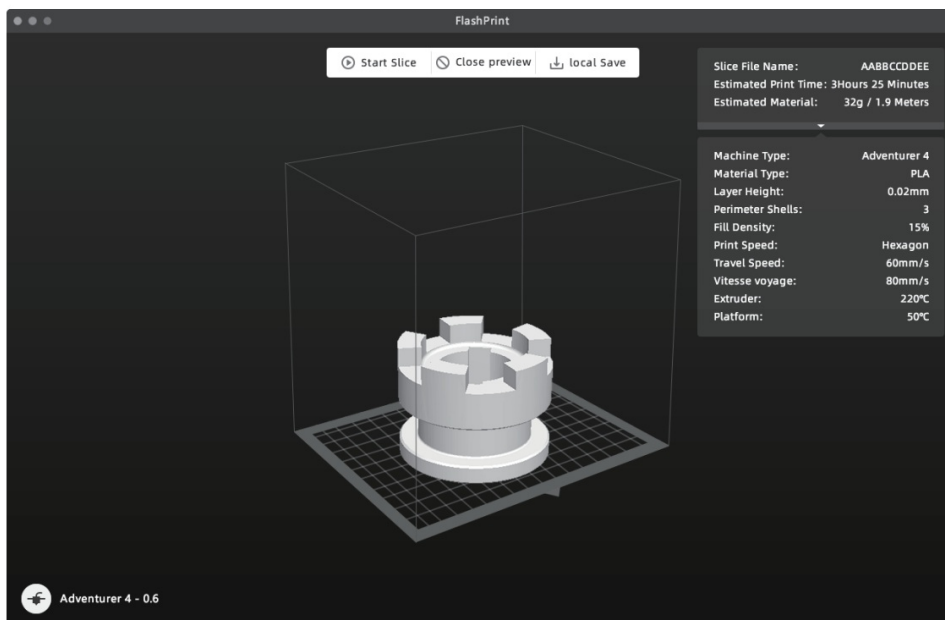 FlashPrint
Start Slice Close preview local Save
Slice File Name: AABBCCDDEE
Estimated Print Time: 3Hours 25 Minutes
Estimated Material: 32g / 1.9 Meters
Machine Type: Adventurer 4
Material Type: PLA
Layer Height: 0.02mm
Perimeter Shells: 3
Fill Density: 15%
Print Speed: Hexagon
Travel Speed: 60mm/s
Vitesse voyage: 80mm/s
Extruder: 220℃
Platform: 50℃
Adventurer 4 - 0.6